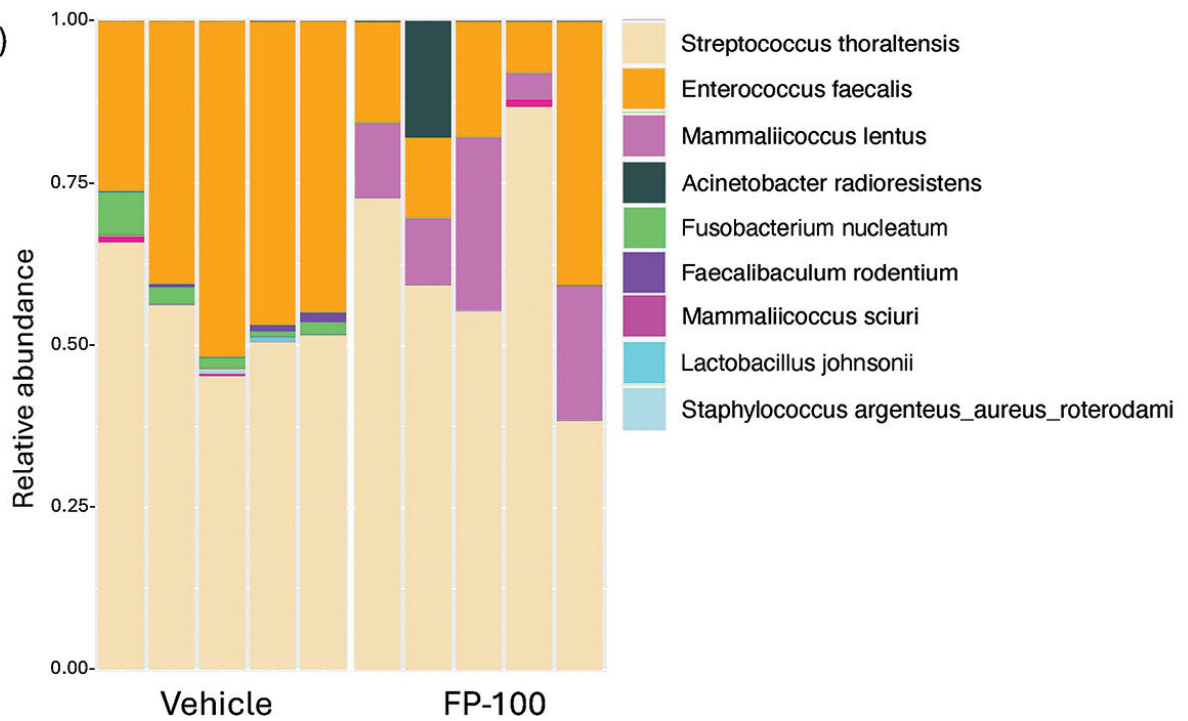 )
1.00-
0.75-
0.50-
0.25-
0.00-
Relative abundance
Vehicle
FP-100
Streptococcus thoraltensis
Enterococcus faecalis
Mammaliicoccus lentus
Acinetobacter radioresistens
Fusobacterium nucleatum
Faecalibaculum rodentium
Mammaliicoccus sciuri
Lactobacillus johnsonii
Staphylococcus argenteus_aureus_roterodami